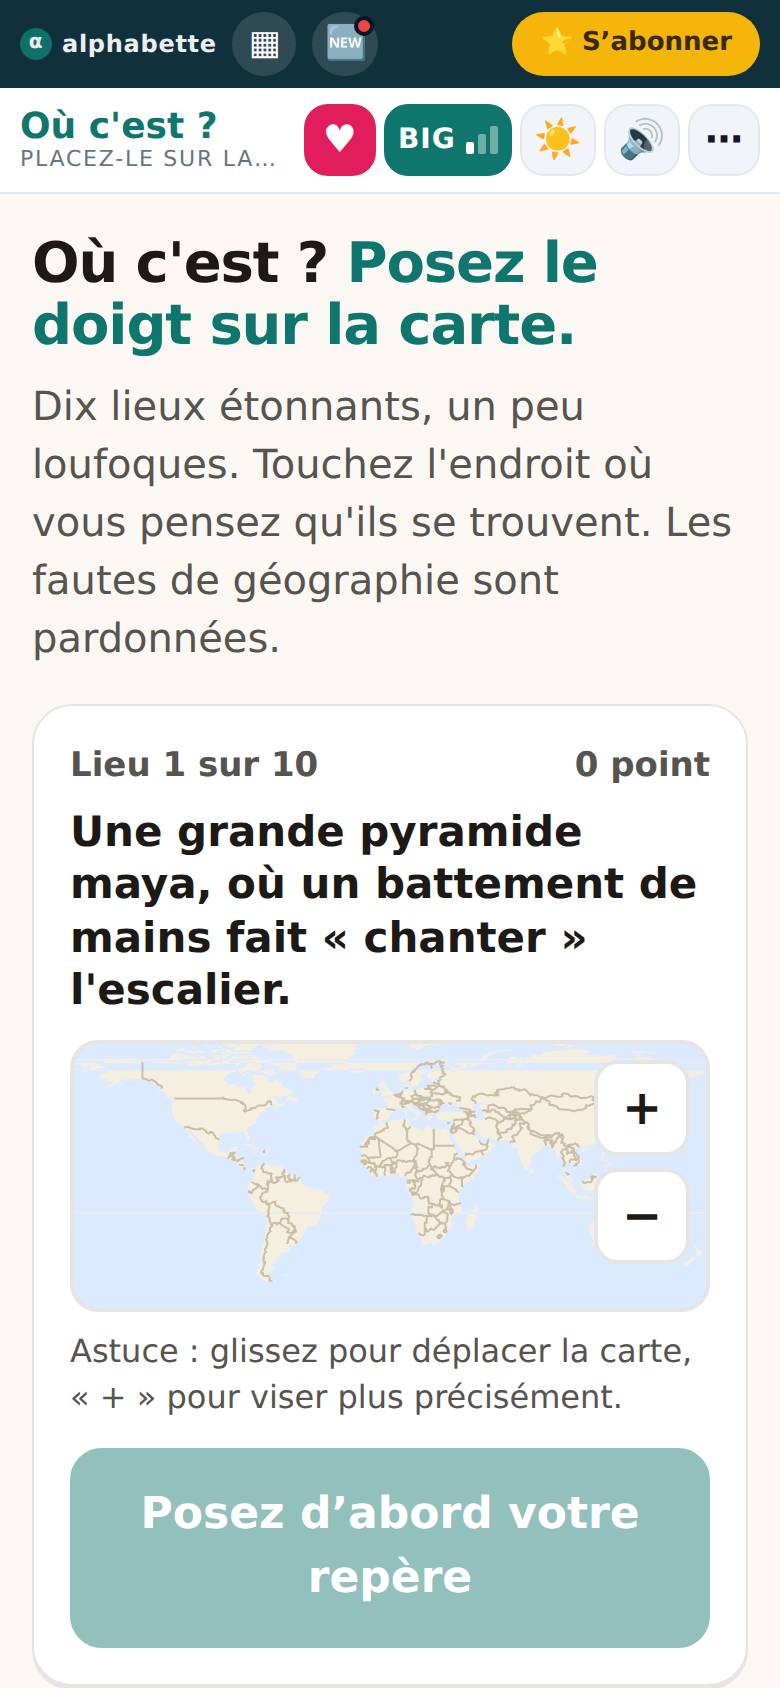 α alphabette NEW ⭐ S’abonner
Où c'est ?
PLACEZ-LE SUR LA…
BIG
Où c'est ? Posez le
doigt sur la carte.
Dix lieux étonnants, un peu
loufoques. Touchez l'endroit où
vous pensez qu'ils se trouvent. Les
fautes de géographie sont
pardonnées.
Lieu 1 sur 10 0 point
Une grande pyramide
maya, où un battement de
mains fait « chanter »
l'escalier.
+
−
Astuce : glissez pour déplacer la carte,
« + » pour viser plus précisément.
Posez d’abord votre
repère